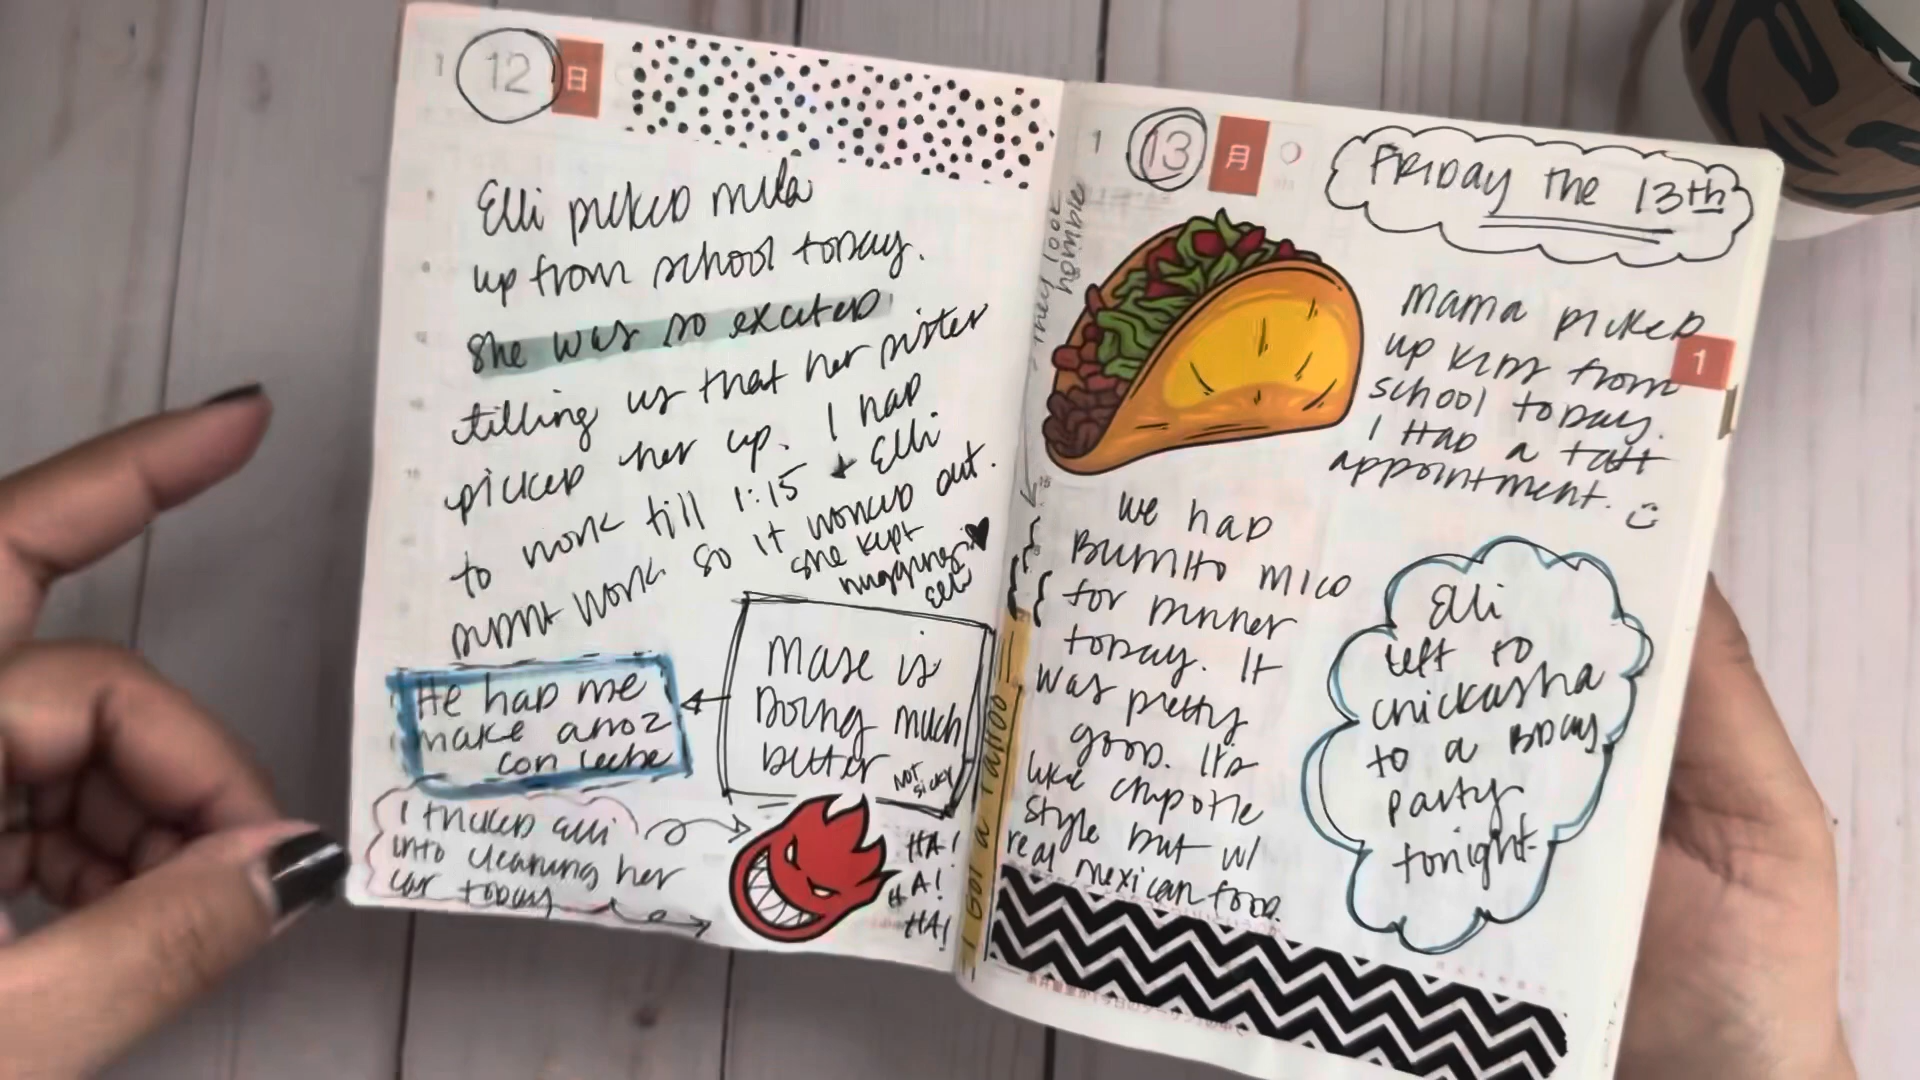 1
12
日
Elli picked mila
up from school today.
She was so excited
telling us that her sister
picked her up. I had
to work till 1:15 + Elli
didnt work so it worked out.
she kept
hugging
Elli
Mase is
Doing much
better
NOT
SICKLY
He had me
make arroz
con leche
I tricked Elli
into cleaning her
car today
HA!
HA!
HA!
1
13
月
FRIDAY the 13th
they look
horrible
mama picked
up kids from
school today.
I Had a tatt
appointment.
1
we had
Burrito mico
for dinner
today. It
was pretty
good. It's
like chipotle
style but w/
real mexican food.
I GOT a TATTOO
Elli
left to
chickasha
to a BDAY
party
tonight